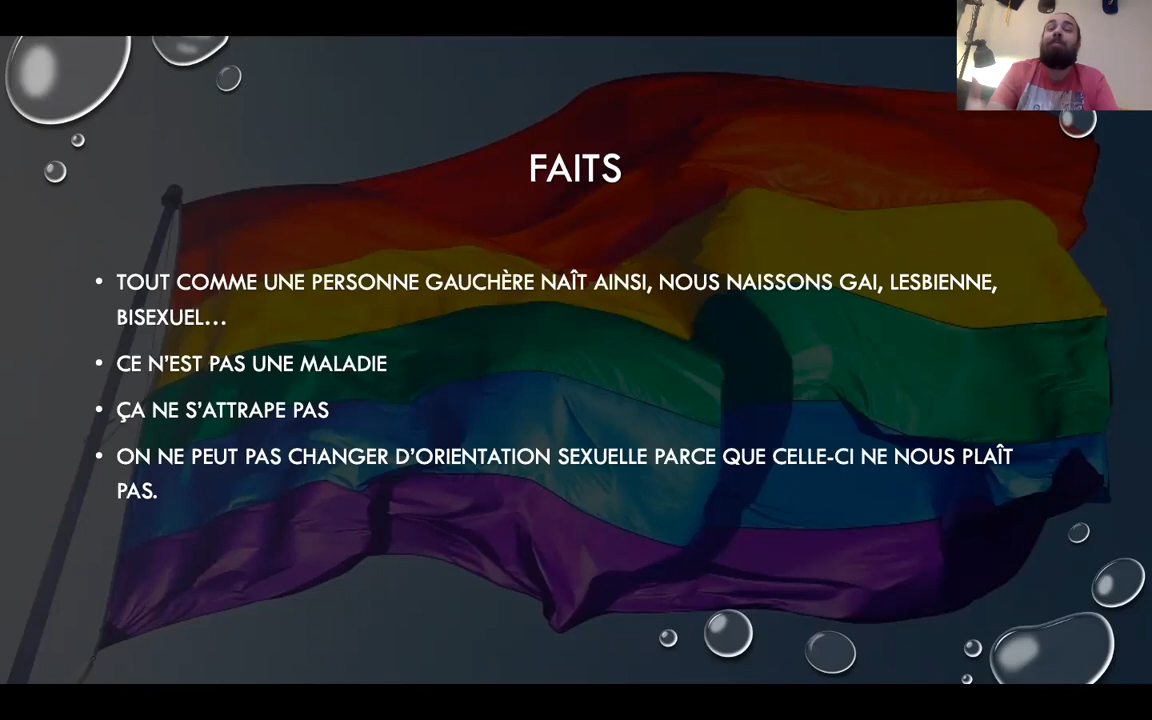 FAITS
• TOUT COMME UNE PERSONNE GAUCHÈRE NAÎT AINSI, NOUS NAISSONS GAI, LESBIENNE,
BISEXUEL...
• CE N'EST PAS UNE MALADIE
• ÇA NE S'ATTRAPE PAS
• ON NE PEUT PAS CHANGER D'ORIENTATION SEXUELLE PARCE QUE CELLE-CI NE NOUS PLAÎT
PAS.